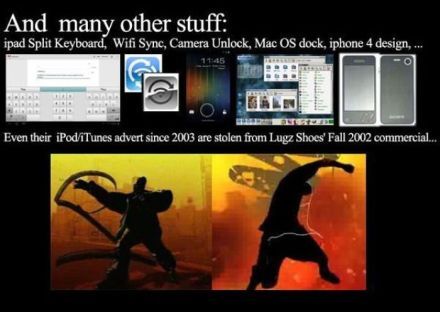 And many other stuff:
ipad Split Keyboard, Wifi Sync, Camera Unlock, Mac OS dock, iphone 4 design, ...
11:45
SONY
Even their iPod/iTunes advert since 2003 are stolen from Lugz Shoes' Fall 2002 commercial...